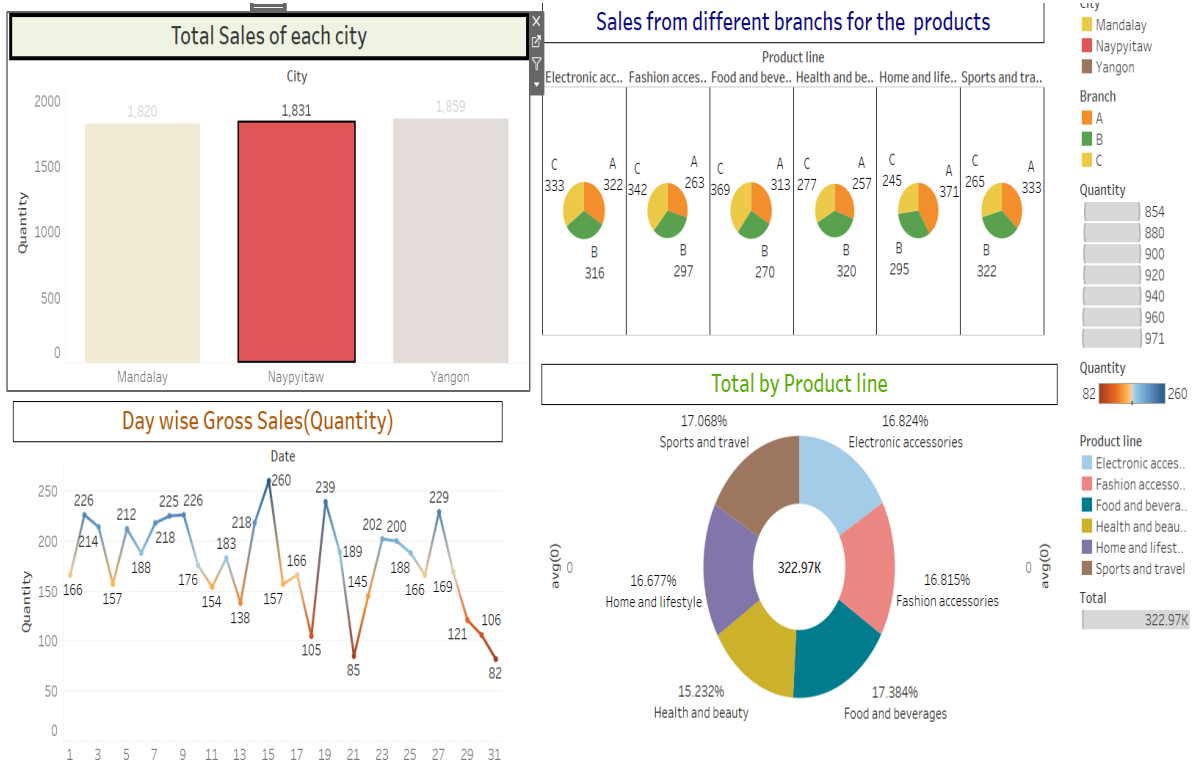 Total Sales of each city
City
2000
1500
1000
500
0
Quantity
1,820
1,831
1,859
Mandalay
Naypyitaw
Yangon
Sales from different branchs for the products
Product line
Electronic acc.. Fashion acces.. Food and beve.. Health and be.. Home and life.. Sports and tra..
C A
333 322
B
316
C A
342 263
B
297
C A
369 313
B
270
C A
277 257
B
320
C A
245 371
B
295
C A
265 333
B
322
Day wise Gross Sales(Quantity)
Date
250
200
150
100
50
0
Quantity
166
226
214
157
212
188
218
225
226
176
154
183
138
218
260
157
166
105
239
189
85
145
202
200
188
166
229
169
121
106
82
1 3 5 7 9 11 13 15 17 19 21 23 25 27 29 31
Total by Product line
17.068%
Sports and travel
16.824%
Electronic accessories
avg(0)
0
16.677%
Home and lifestyle
322.97K
16.815%
Fashion accessories
0
avg(0)
15.232%
Health and beauty
17.384%
Food and beverages
City
Mandalay
Naypyitaw
Yangon
Branch
A
B
C
Quantity
854
880
900
920
940
960
971
Quantity
82 260
Product line
Electronic acces..
Fashion accesso..
Food and bevera..
Health and beau..
Home and lifest..
Sports and travel
Total
322.97K